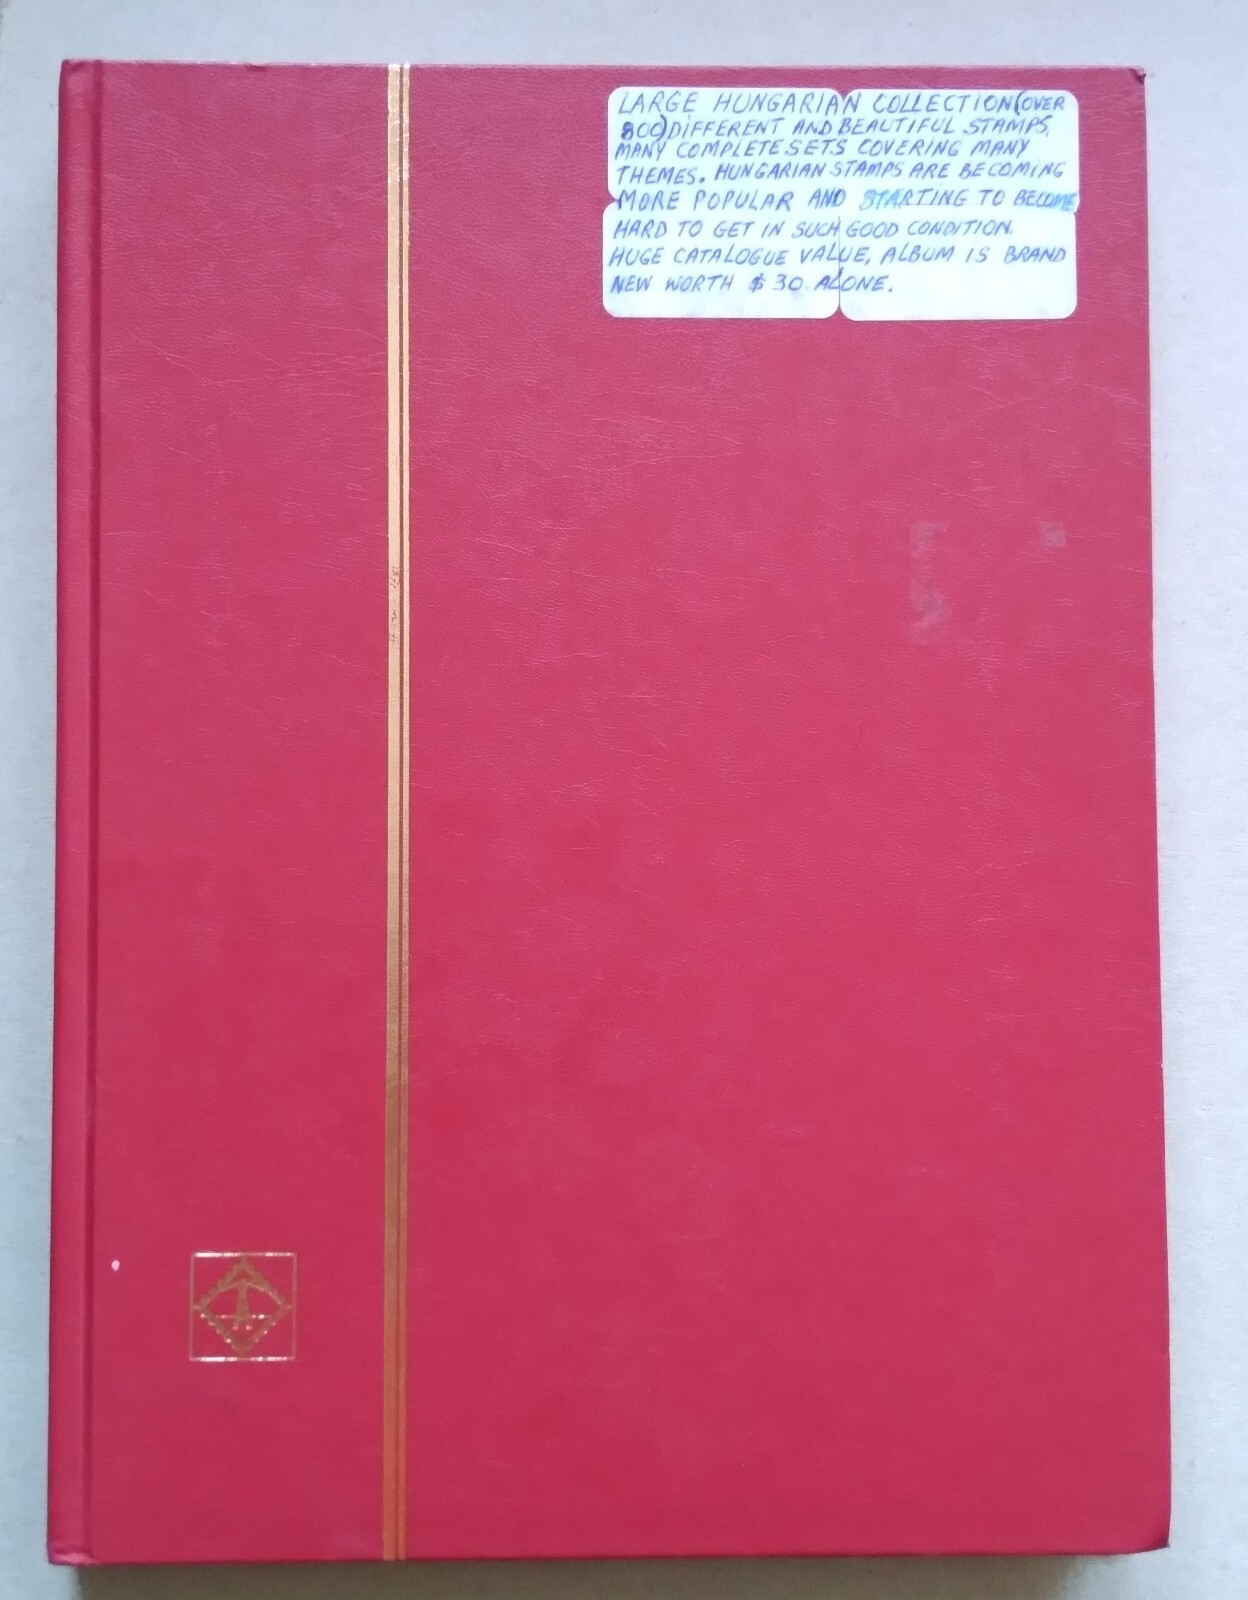 LARGE HUNGARIAN COLLECTION (OVER
800) DIFFERENT AND BEAUTIFUL STAMPS,
MANY COMPLETE SETS COVERING MANY
THEMES. HUNGARIAN STAMPS ARE BECOMING
MORE POPULAR AND STARTING TO BECOME
HARD TO GET IN SUCH GOOD CONDITION.
HUGE CATALOGUE VALUE, ALBUM IS BRAND
NEW WORTH $30 ALONE.